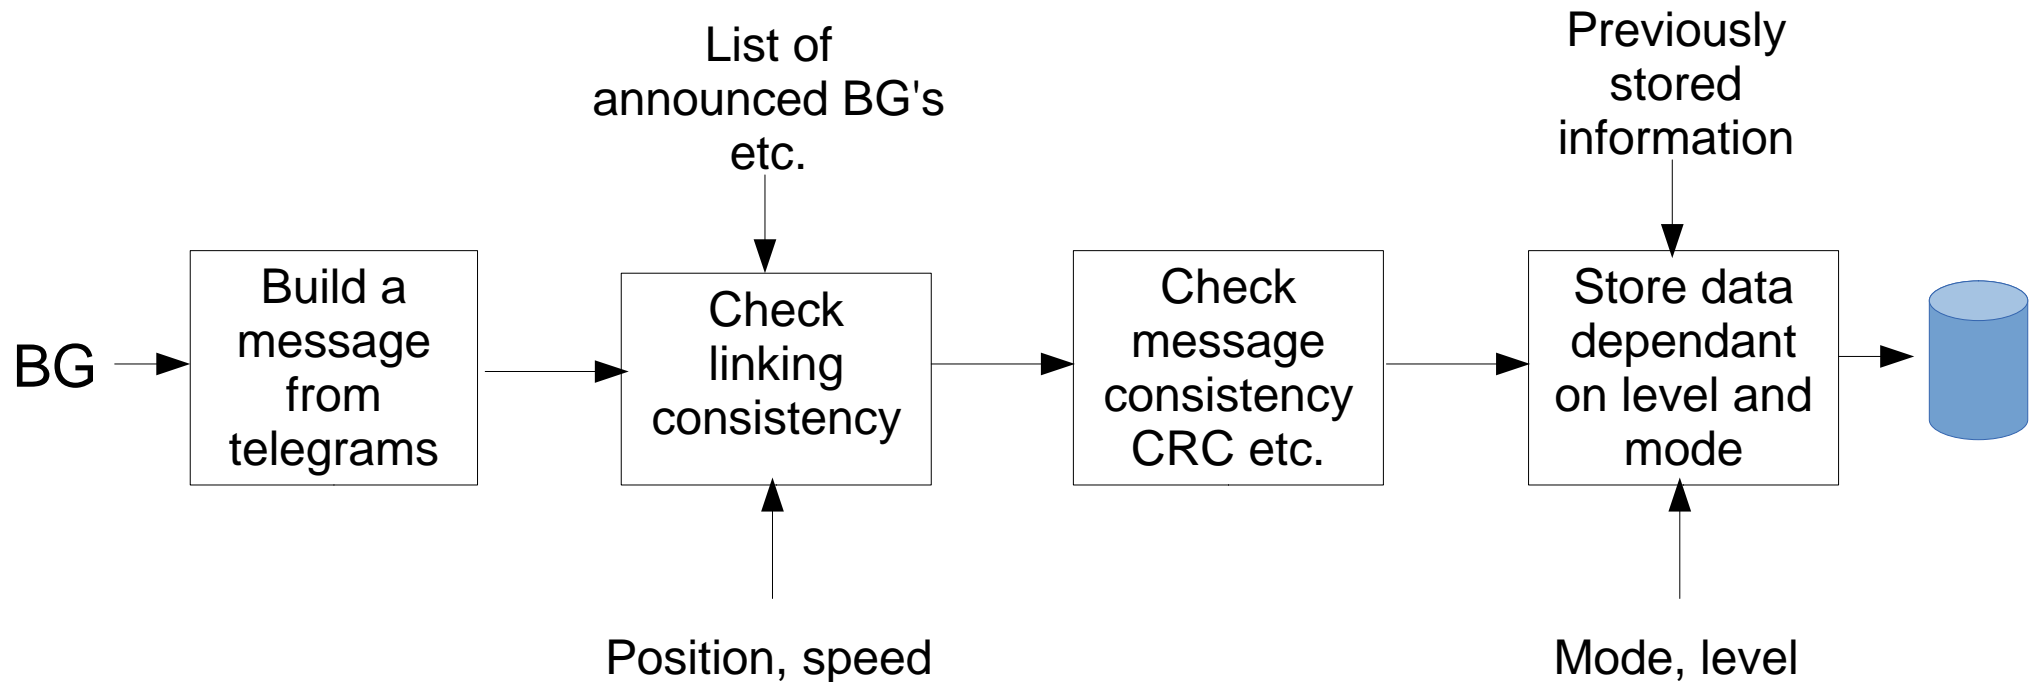 List of
announced BG's
etc.
Previously
stored
information
BG
Build a
message
from
telegrams
Check
linking
consistency
Check
message
consistency
CRC etc.
Store data
dependant
on level and
mode
Position, speed
Mode, level